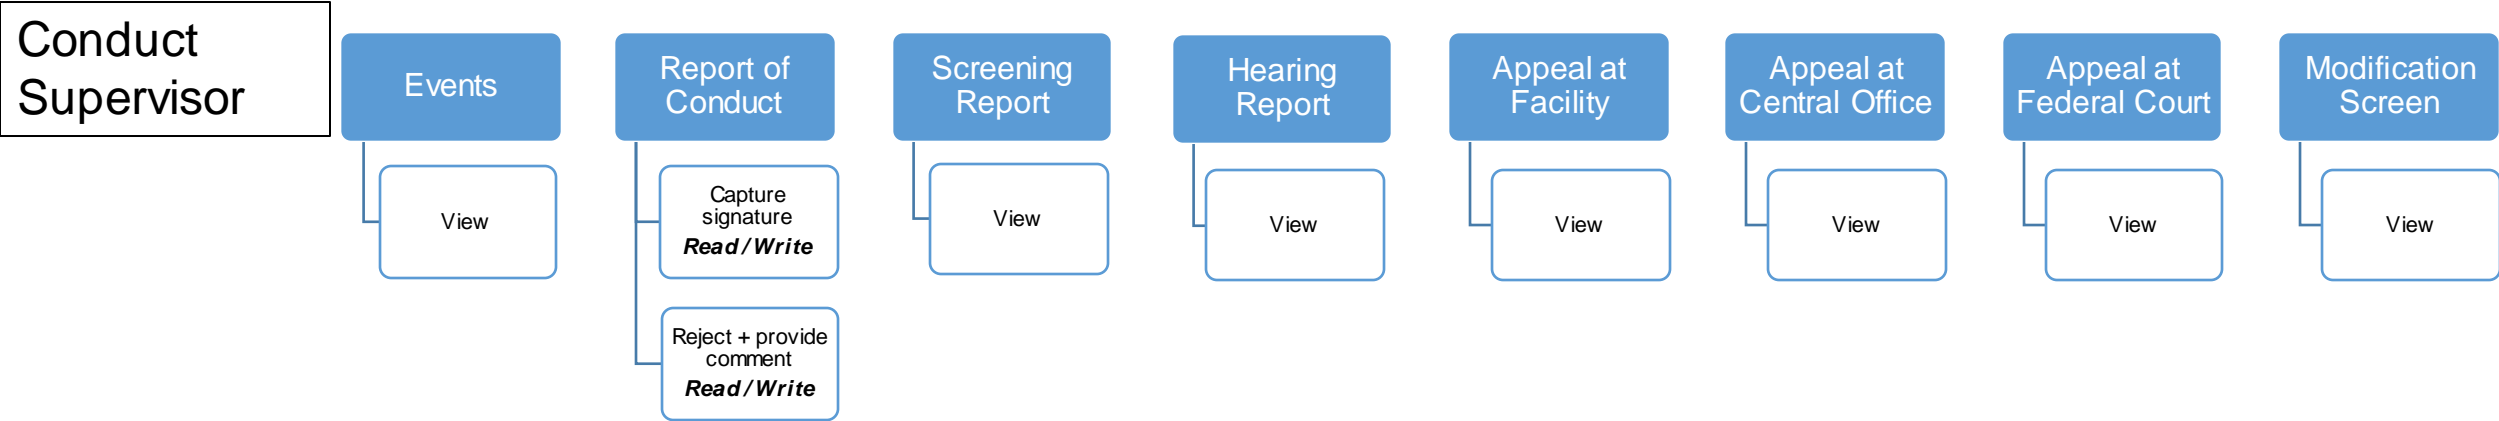 Conduct
Supervisor
Events
View
Report of
Conduct
Capture
signature
Read / Write
Reject + provide
comment
Read / Write
Screening
Report
View
Hearing
Report
View
Appeal at
Facility
View
Appeal at
Central Office
View
Appeal at
Federal Court
View
Modification
Screen
View